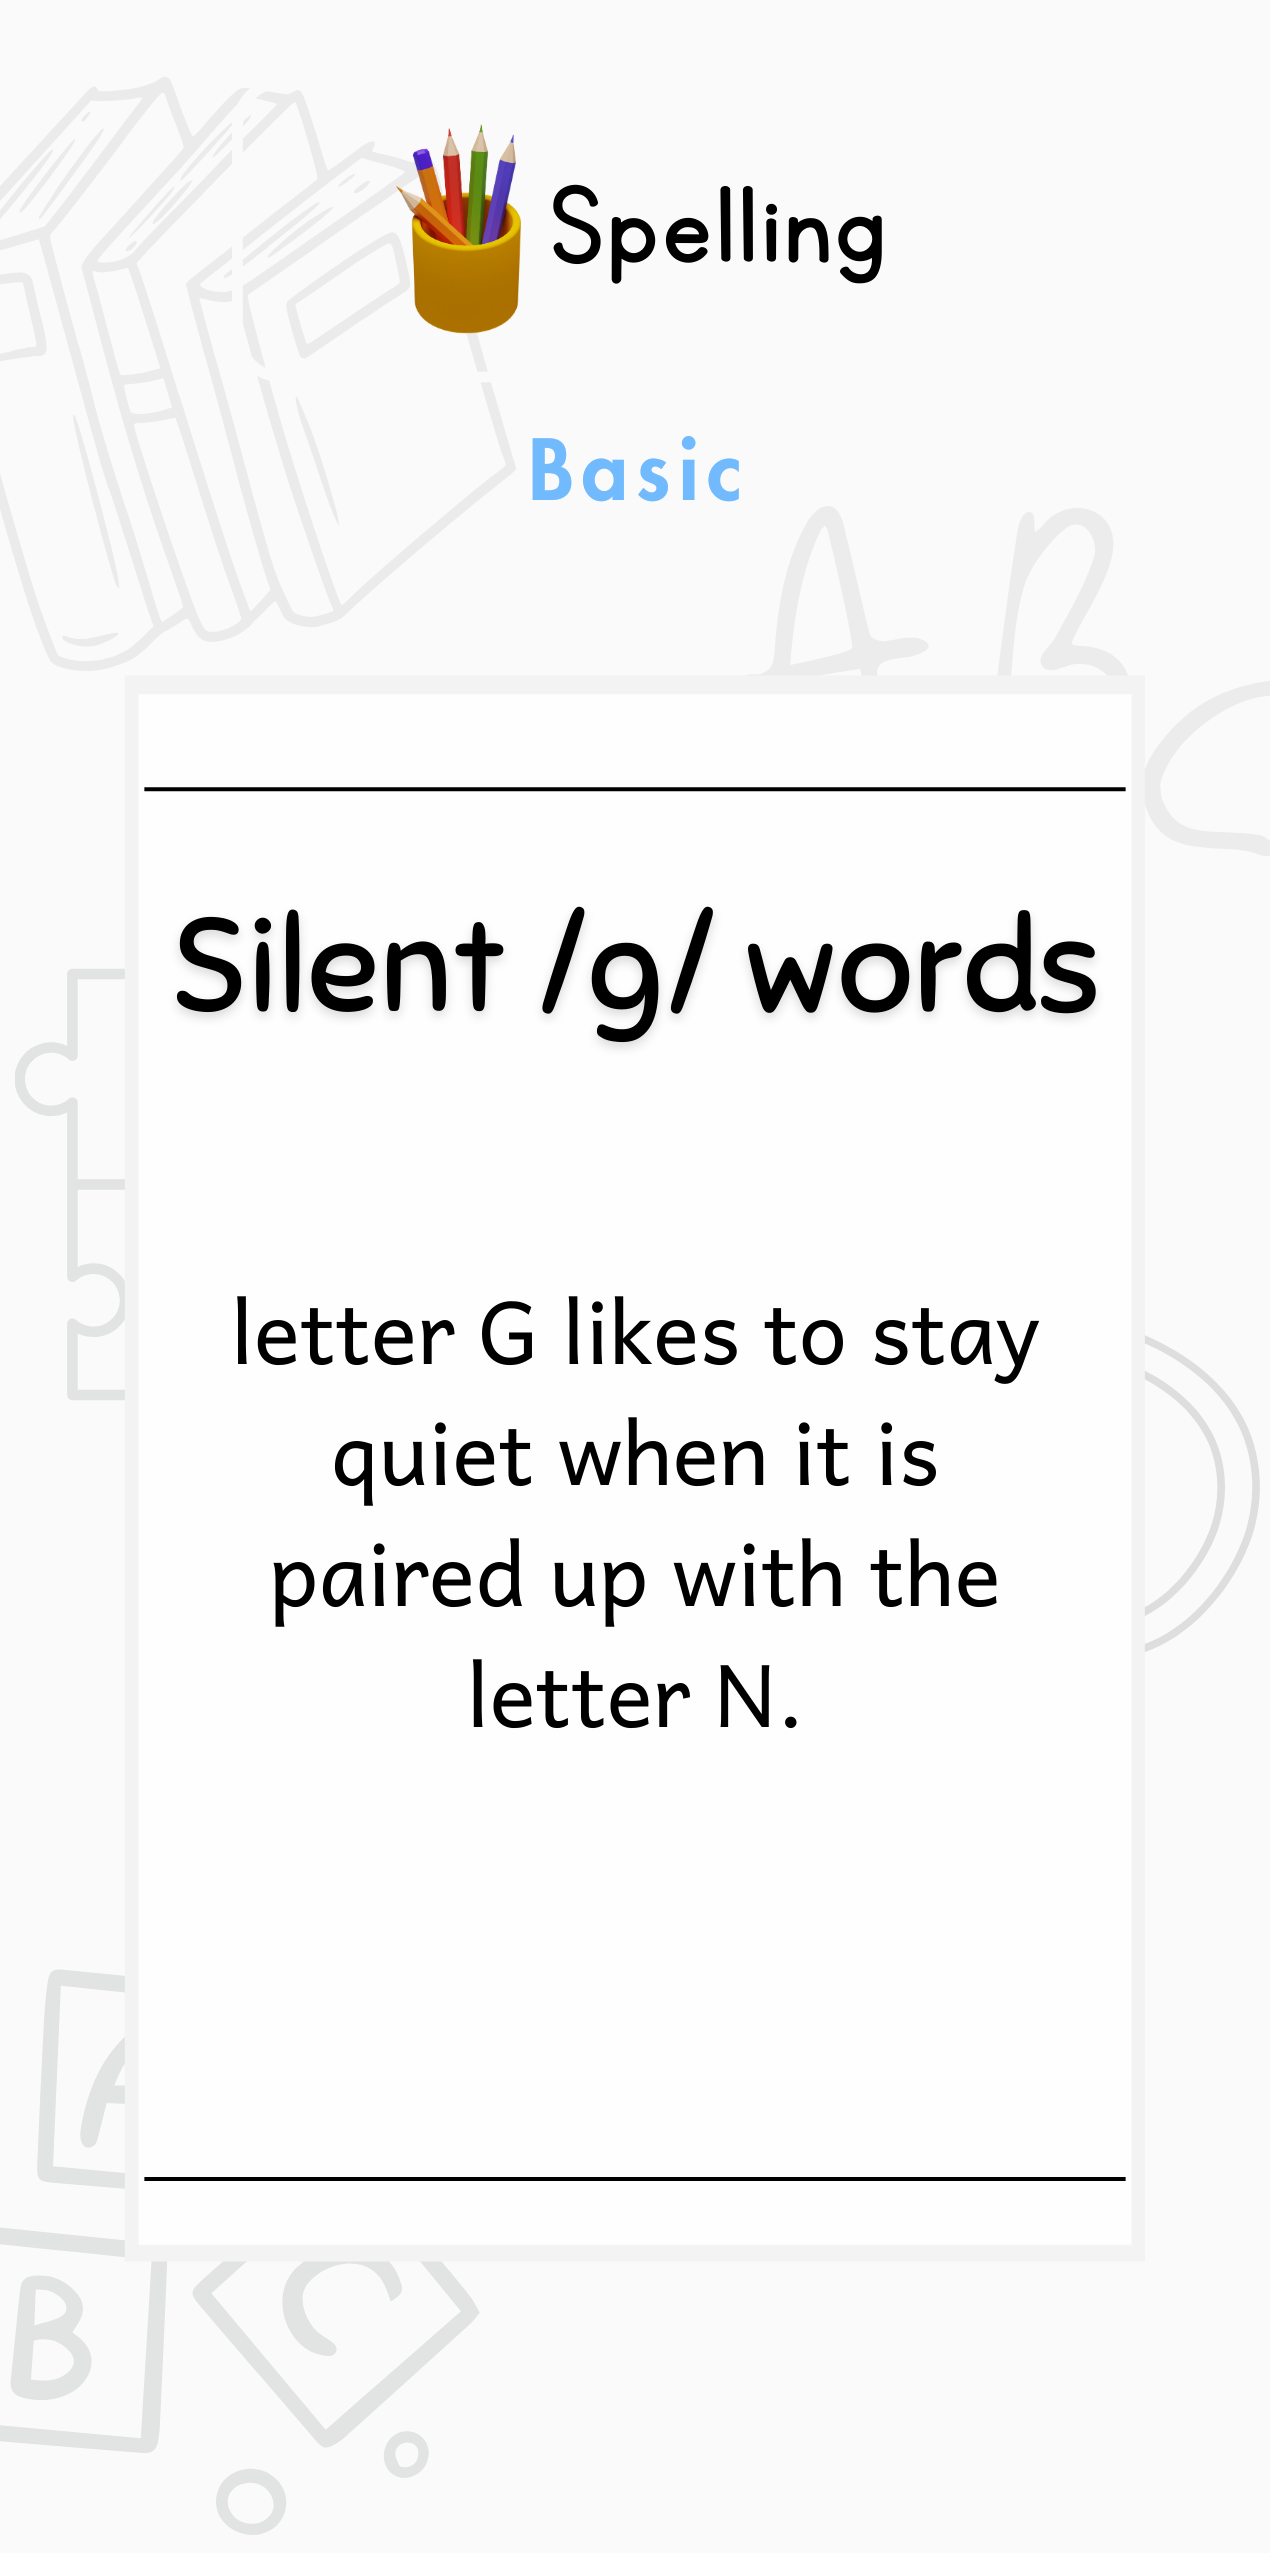 Spelling
Basic
A B
Silent /g/ words
letter G likes to stay
quiet when it is
paired up with the
letter N.
A
B
C